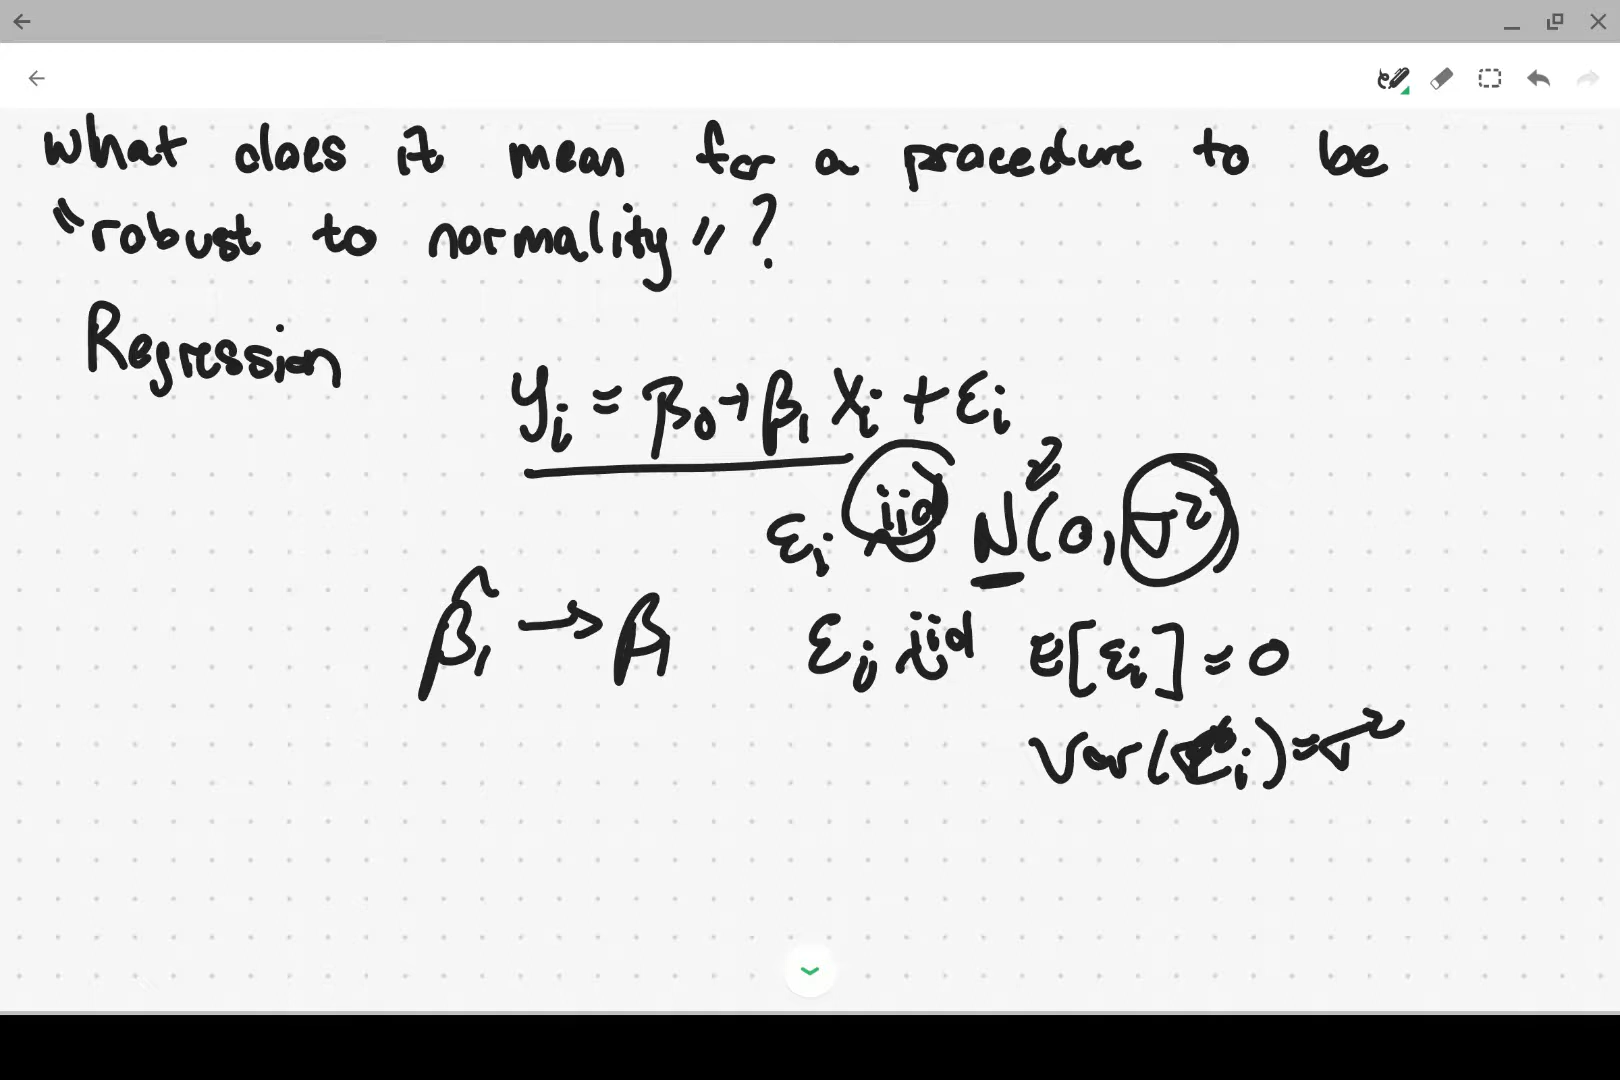 What does it mean for a procedure to be
"robust to normality"?
Regression
Yi = β0 + β1 Xi + εi
?
εi iid N(0, σ²)
β̂1 → β1
εi iid E[εi] = 0
Var(εi) = σ²